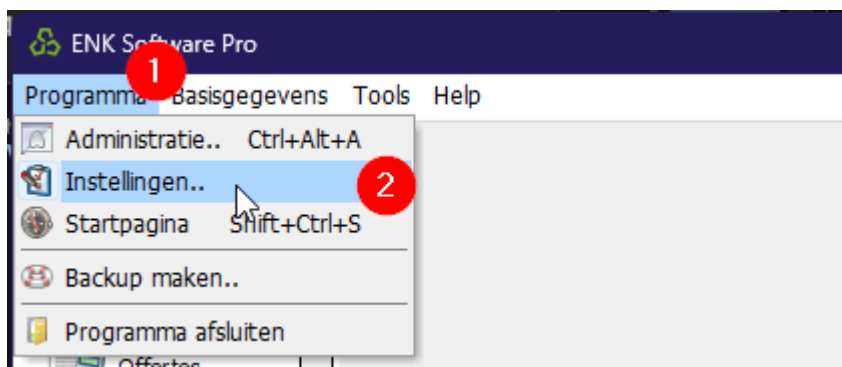 ENK Software Pro
1
Programma Basisgegevens Tools Help
Administratie.. Ctrl+Alt+A
Instellingen.. 2
Startpagina Shift+Ctrl+S
Backup maken..
Programma afsluiten
Offertes